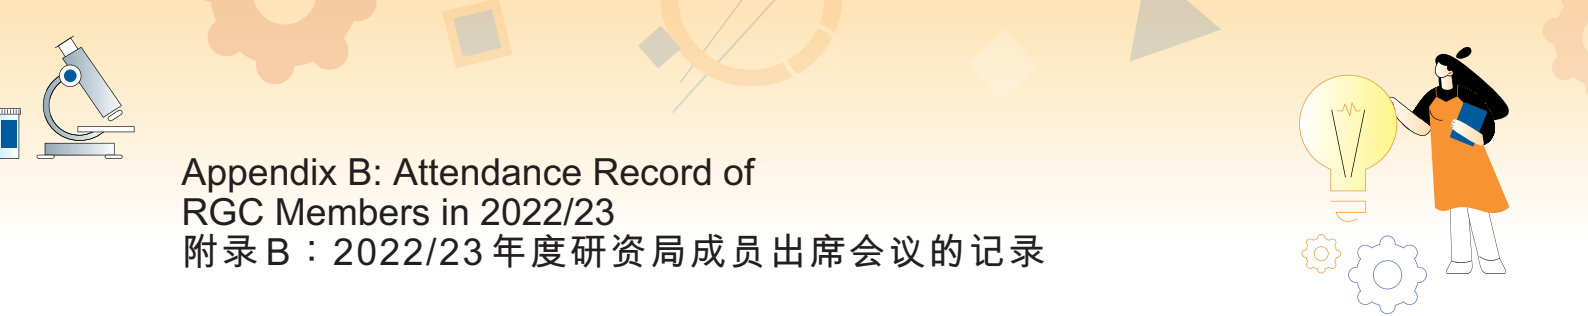 Appendix B: Attendance Record of
RGC Members in 2022/23
附录B：2022/23年度研资局成员出席会议的记录